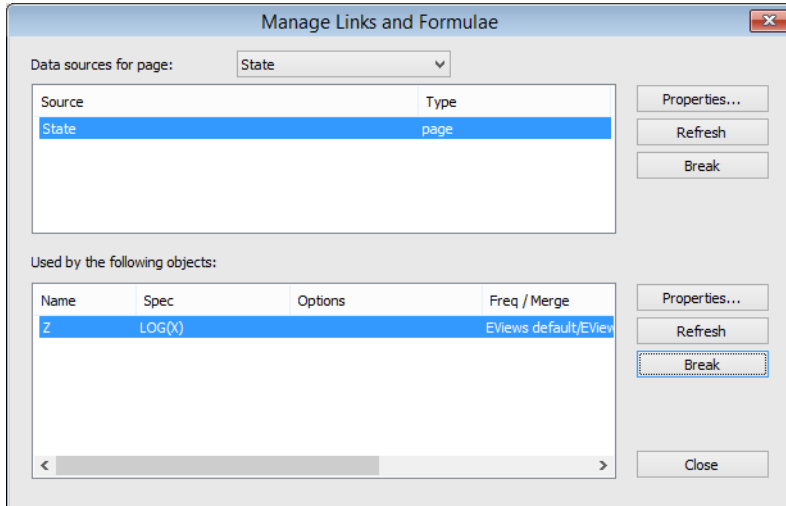 Manage Links and Formulae
Data sources for page: State
Source Type Properties...
State page Refresh
Break
Used by the following objects:
Name Spec Options Freq / Merge Properties...
Z LOG(X) EViews default/EView Refresh
Break
Close